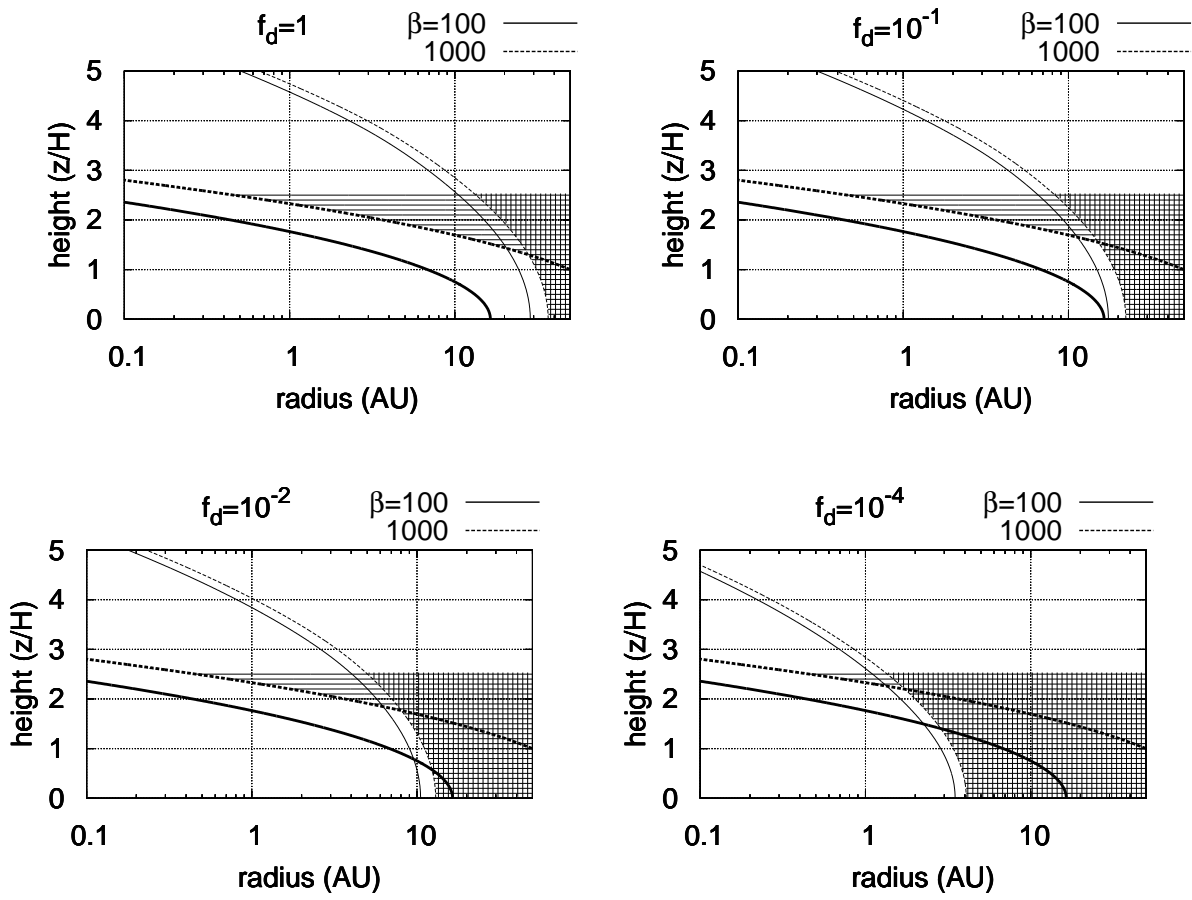 f_d=1
β=100
1000
5
4
3
2
1
0
height (z/H)
0.1 1 10
radius (AU)
f_d=10^-1
β=100
1000
5
4
3
2
1
0
height (z/H)
0.1 1 10
radius (AU)
f_d=10^-2
β=100
1000
5
4
3
2
1
0
height (z/H)
0.1 1 10
radius (AU)
f_d=10^-4
β=100
1000
5
4
3
2
1
0
height (z/H)
0.1 1 10
radius (AU)